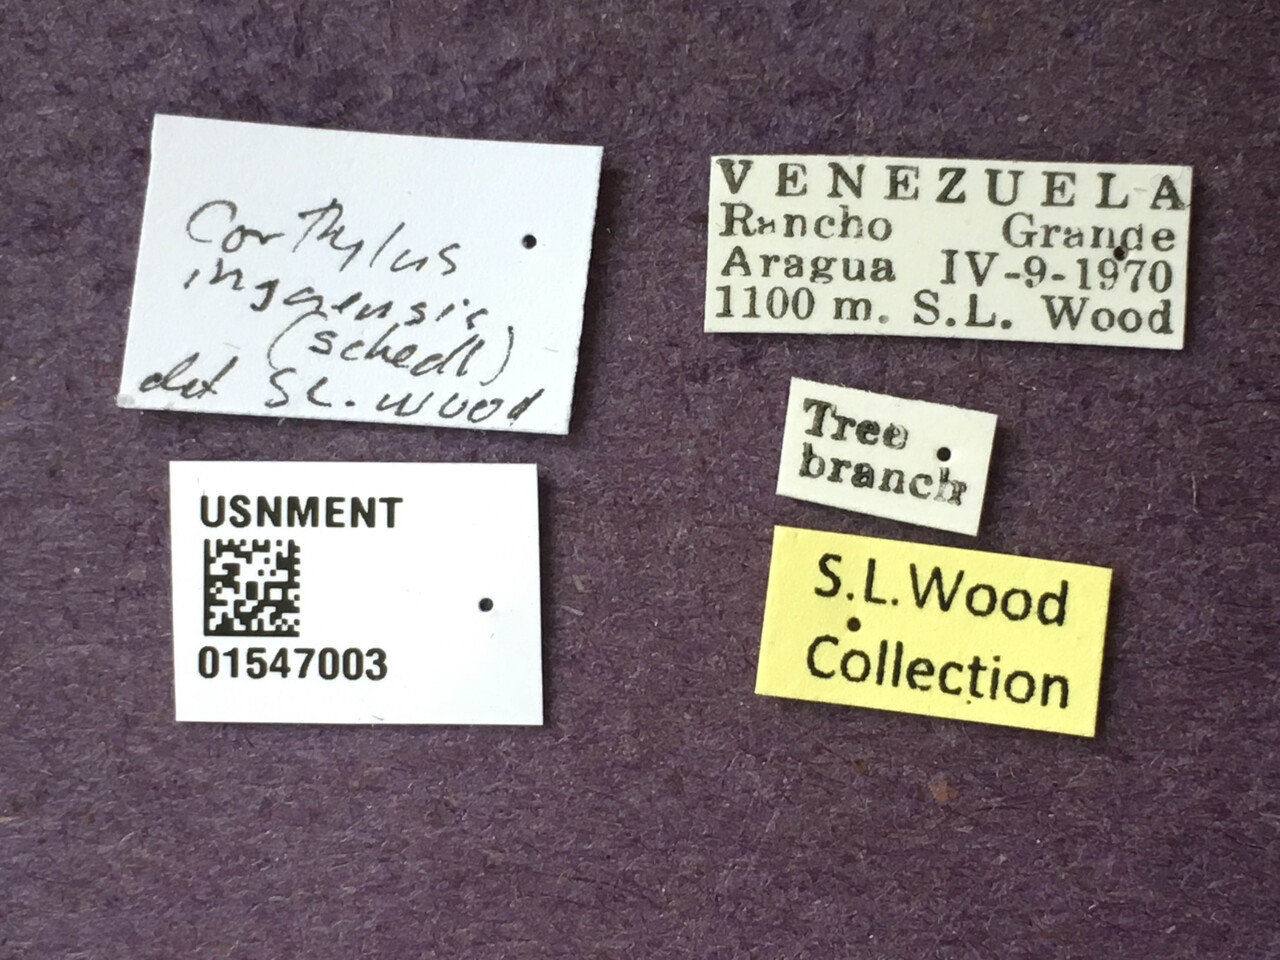 Corthylus
ingaensis
(schedl)
det S.L. Wood
VENEZUELA
Rancho Grande
Aragua IV-9-1970
1100 m. S.L. Wood
Tree
branch
USNMENT
01547003
S.L.Wood
Collection